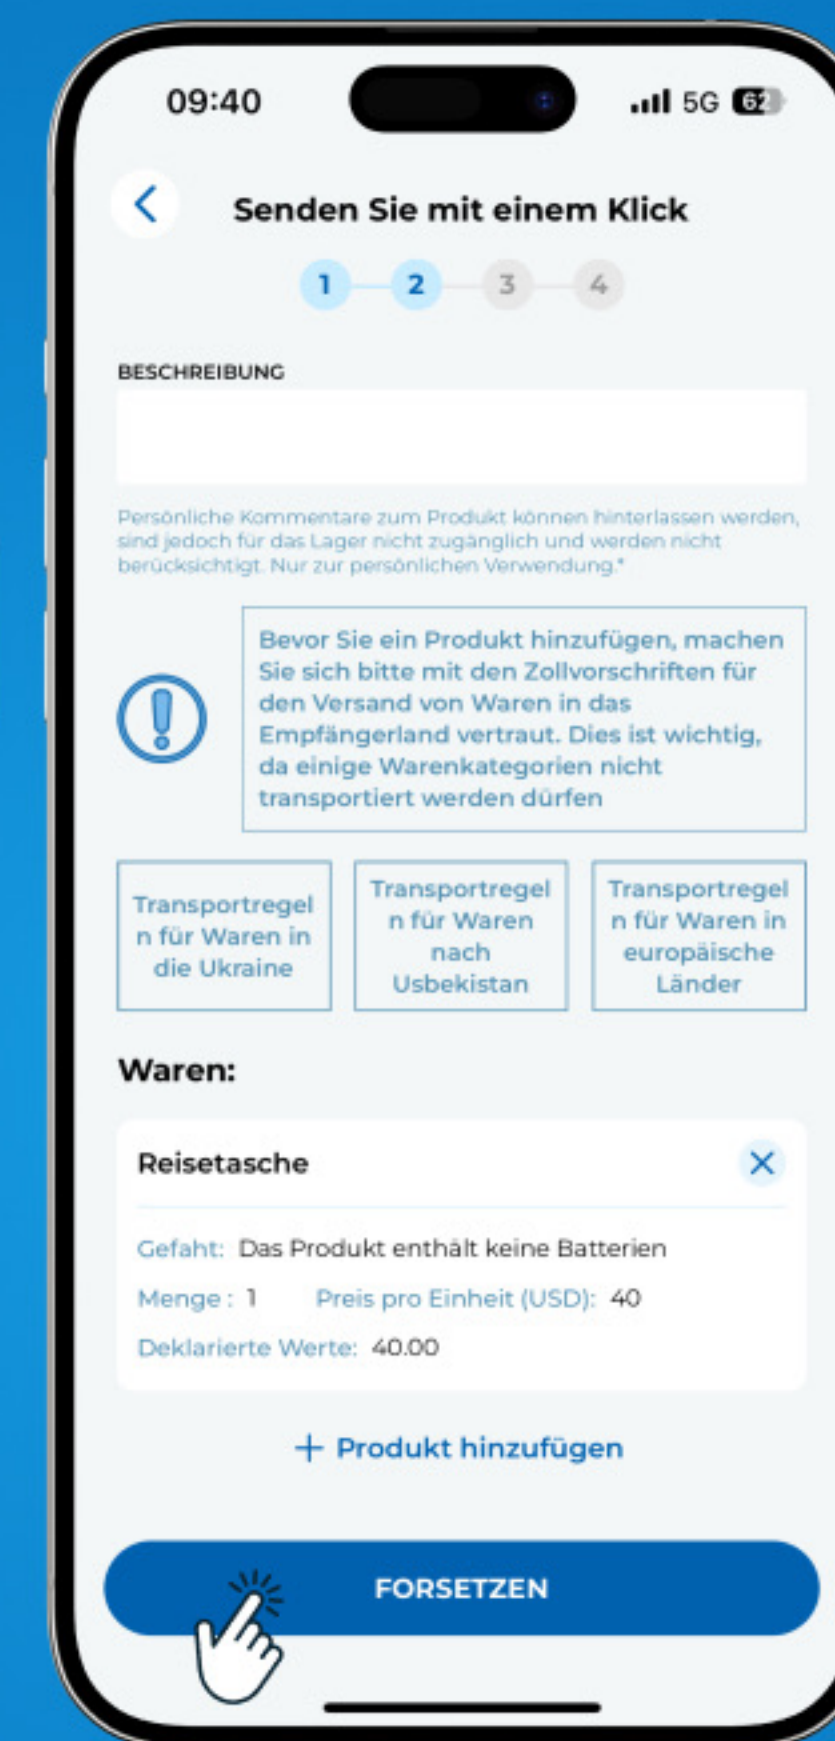 09:40
5G 62
Senden Sie mit einem Klick
1 2 3 4
BESCHREIBUNG
Persönliche Kommentare zum Produkt können hinterlassen werden,
sind jedoch für das Lager nicht zugänglich und werden nicht
berücksichtigt. Nur zur persönlichen Verwendung.*
Bevor Sie ein Produkt hinzufügen, machen
Sie sich bitte mit den Zollvorschriften für
den Versand von Waren in das
Empfängerland vertraut. Dies ist wichtig,
da einige Warenkategorien nicht
transportiert werden dürfen
Transportregel
n für Waren in
die Ukraine
Transportregel
n für Waren
nach
Usbekistan
Transportregel
n für Waren in
europäische
Länder
Waren:
Reisetasche
Gefaht: Das Produkt enthält keine Batterien
Menge : 1 Preis pro Einheit (USD): 40
Deklarierte Werte: 40.00
+ Produkt hinzufügen
FORSETZEN